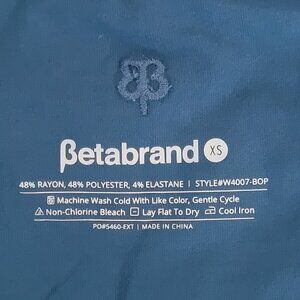 βetabrand XS
48% RAYON, 48% POLYESTER, 4% ELASTANE | STYLE#W4007-BOP
Machine Wash Cold With Like Color, Gentle Cycle
Non-Chlorine Bleach Lay Flat To Dry Cool Iron
PO#5460-EXT | MADE IN CHINA